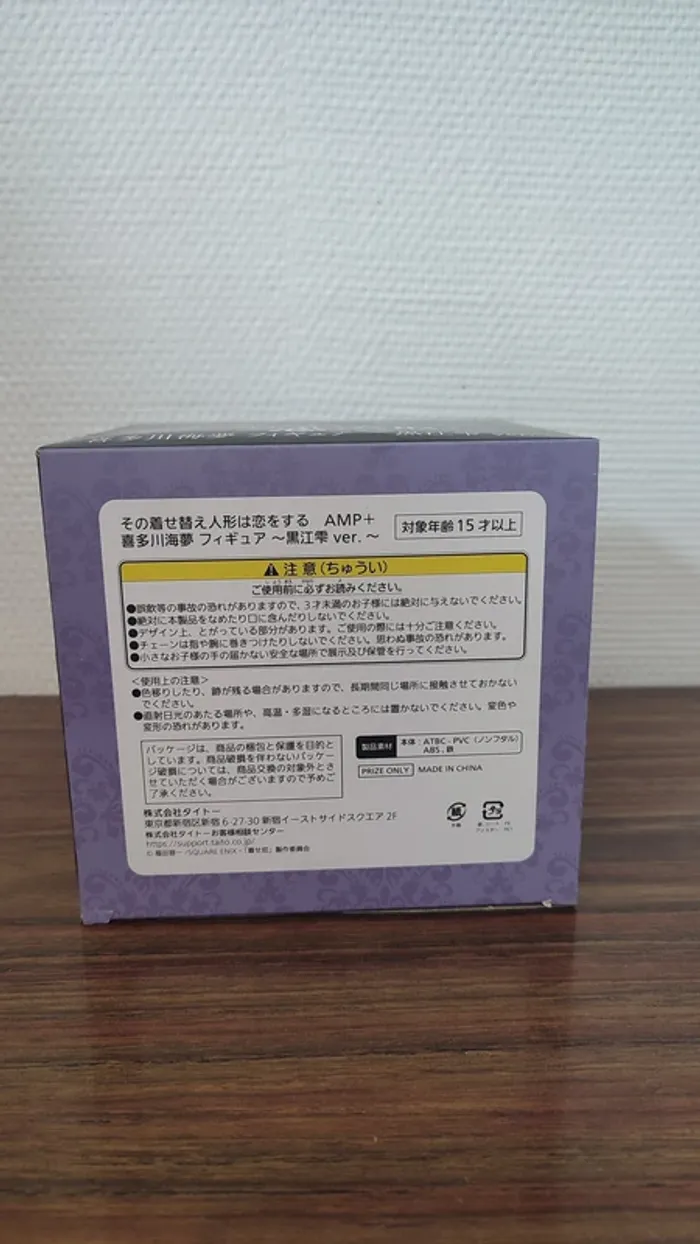 喜多川海夢 フィギュア
その着せ替え人形は恋をする AMP+
喜多川海夢 フィギュア ～黒江雫 ver.～
対象年齢15才以上
注意(ちゅうい)
ご使用前に必ずお読みください。
●誤飲等の事故の恐れがありますので、3才未満のお子様には絶対に与えないでください。
●絶対に本製品をなめたり口に含んだりしないでください。
●デザイン上、とがっている部分があります。ご使用の際には十分ご注意ください。
●チェーンは指や腕に巻きつけたりしないでください。思わぬ事故の恐れがあります。
●小さなお子様の手の届かない安全な場所で展示及び保管を行ってください。
<使用上の注意>
●色移りしたり、跡が残る場合がありますので、長期間同じ場所に接触させておかない
でください。
●直射日光のあたる場所や、高温・多湿になるところには置かないでください。変色や
変形の恐れがあります。
パッケージは、商品の梱包と保護を目的と
しています。商品破損を伴わないパッケー
ジ破損については、商品交換の対象外とさ
せていただく場合がございますので予めご
了承ください。
製品素材 本体:ATBC-PVC(ノンフタル)
ABS、鉄
PRIZE ONLY MADE IN CHINA
株式会社タイトー
東京都新宿区新宿6-27-30 新宿イーストサイドスクエア 2F
株式会社タイトーお客様相談センター
https://support.taito.co.jp/
© 福田晋一/SQUARE ENIX・「着せ恋」製作委員会
紙
プラ